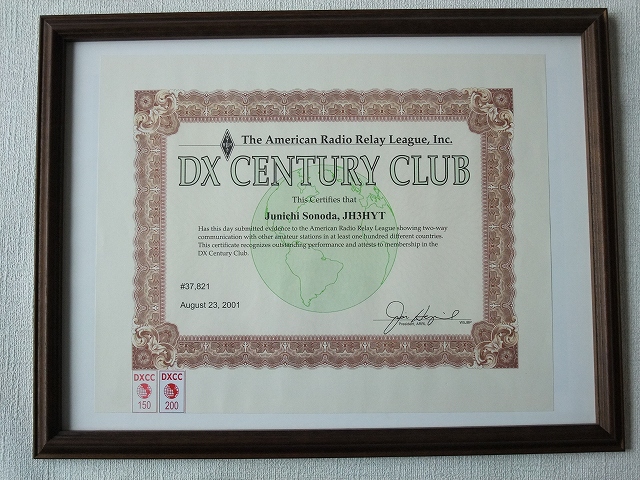 The American Radio Relay League, Inc.
DX CENTURY CLUB
This Certifies that
Junichi Sonoda, JH3HYT
Has this day submitted evidence to the American Radio Relay League showing two-way
communication with other amateur stations in at least one hundred different countries.
This certificate recognizes outstanding performance and attests to membership in the
DX Century Club.
#37,821
August 23, 2001
President, ARRL
DXCC
150
DXCC
200